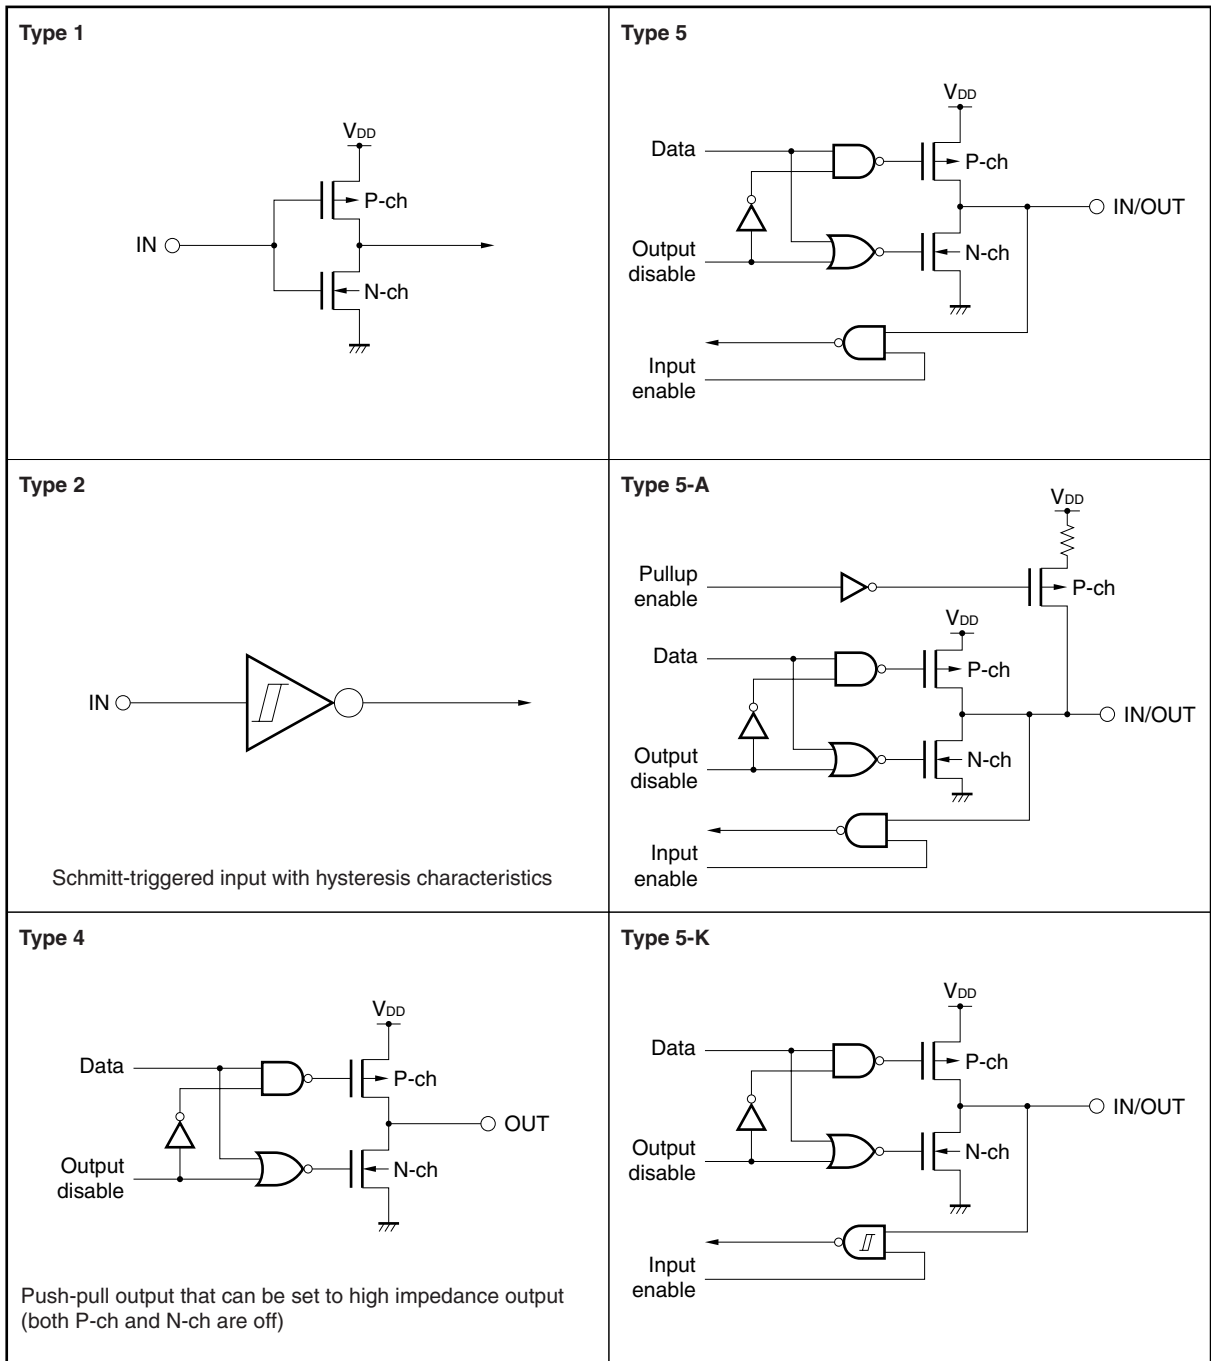 Type 1
VDD
P-ch
IN
N-ch
Type 5
VDD
Data
P-ch
IN/OUT
Output
disable
N-ch
Input
enable
Type 2
IN
Schmitt-triggered input with hysteresis characteristics
Type 5-A
VDD
Pullup
enable
P-ch
VDD
Data
P-ch
IN/OUT
Output
disable
N-ch
Input
enable
Type 4
VDD
Data
P-ch
OUT
Output
disable
N-ch
Push-pull output that can be set to high impedance output
(both P-ch and N-ch are off)
Type 5-K
VDD
Data
P-ch
IN/OUT
Output
disable
N-ch
Input
enable